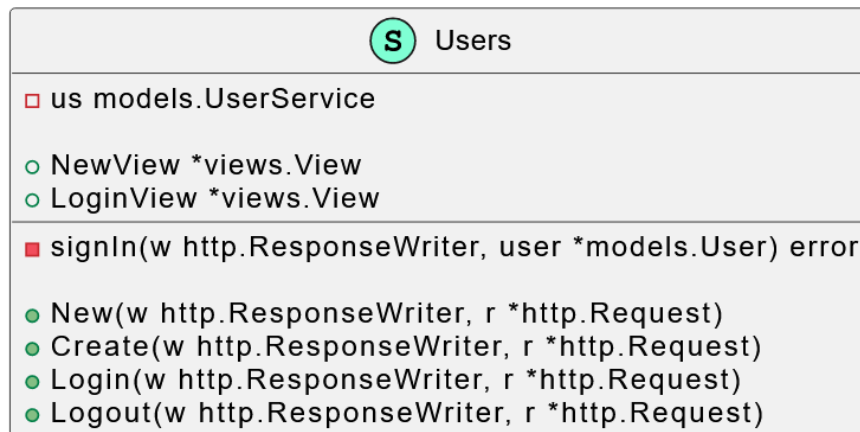 S Users
us models.UserService
NewView *views.View
LoginView *views.View
signIn(w http.ResponseWriter, user *models.User) error
New(w http.ResponseWriter, r *http.Request)
Create(w http.ResponseWriter, r *http.Request)
Login(w http.ResponseWriter, r *http.Request)
Logout(w http.ResponseWriter, r *http.Request)